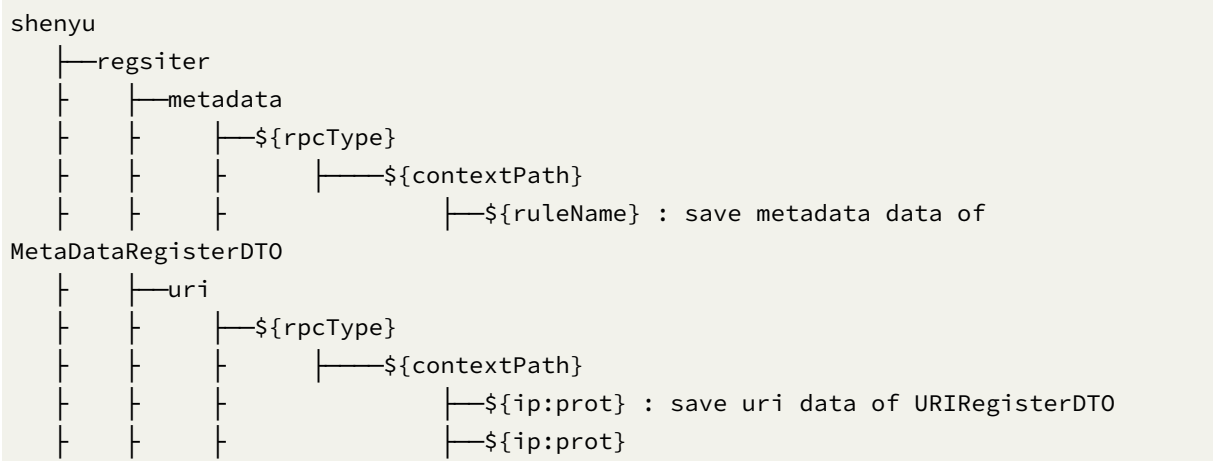 shenyu
├──regsiter
├ ├──metadata
├ ├ ├──${rpcType}
├ ├ ├ ├────${contextPath}
├ ├ ├ ├──${ruleName} : save metadata data of
MetaDataRegisterDTO
├ ├──uri
├ ├ ├──${rpcType}
├ ├ ├ ├────${contextPath}
├ ├ ├ ├──${ip:prot} : save uri data of URIRegisterDTO
├ ├ ├ ├──${ip:prot}